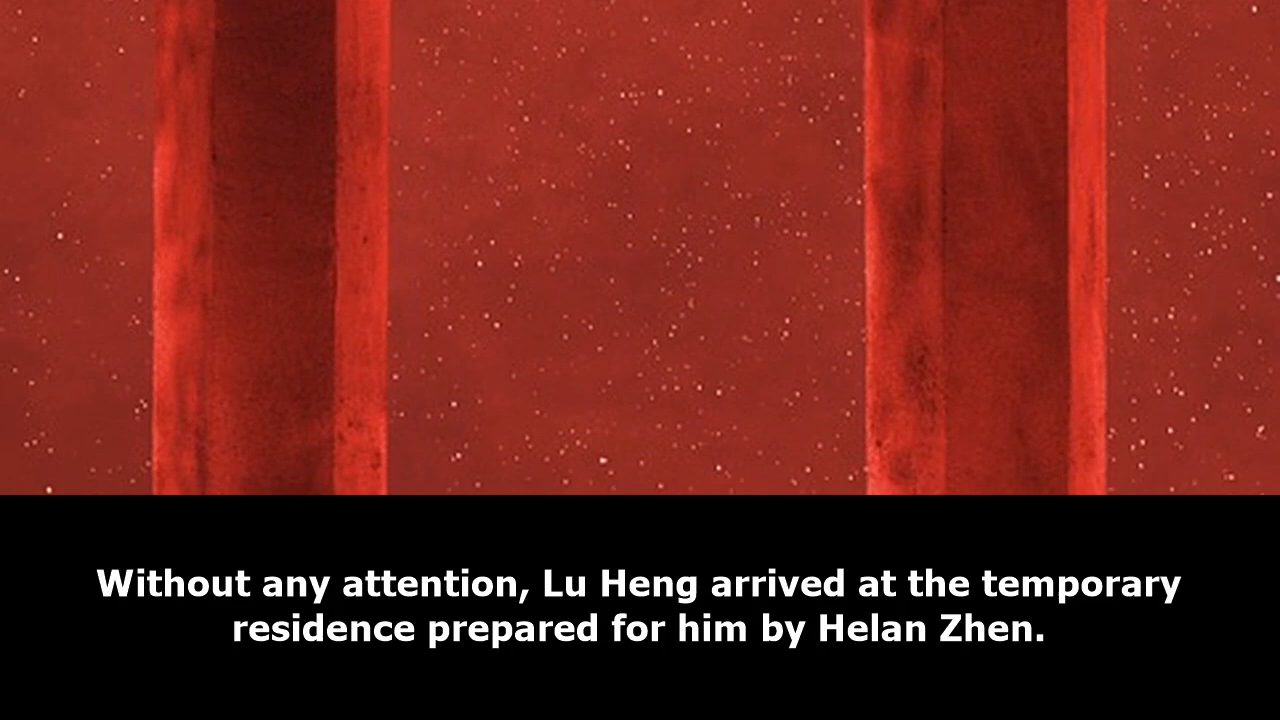 Without any attention, Lu Heng arrived at the temporary
residence prepared for him by Helan Zhen.